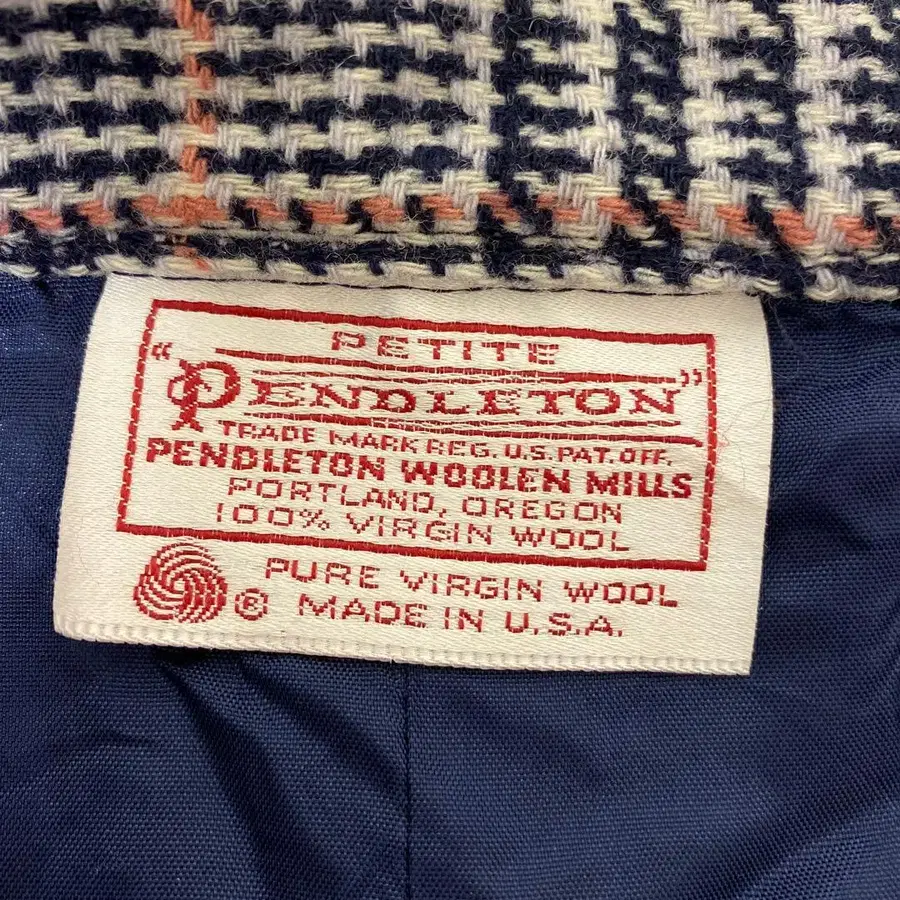 PETITE
"PENDLETON"
TRADE MARK REG. U.S. PAT. OFF.
PENDLETON WOOLEN MILLS
PORTLAND, OREGON
100% VIRGIN WOOL
® PURE VIRGIN WOOL
MADE IN U.S.A.